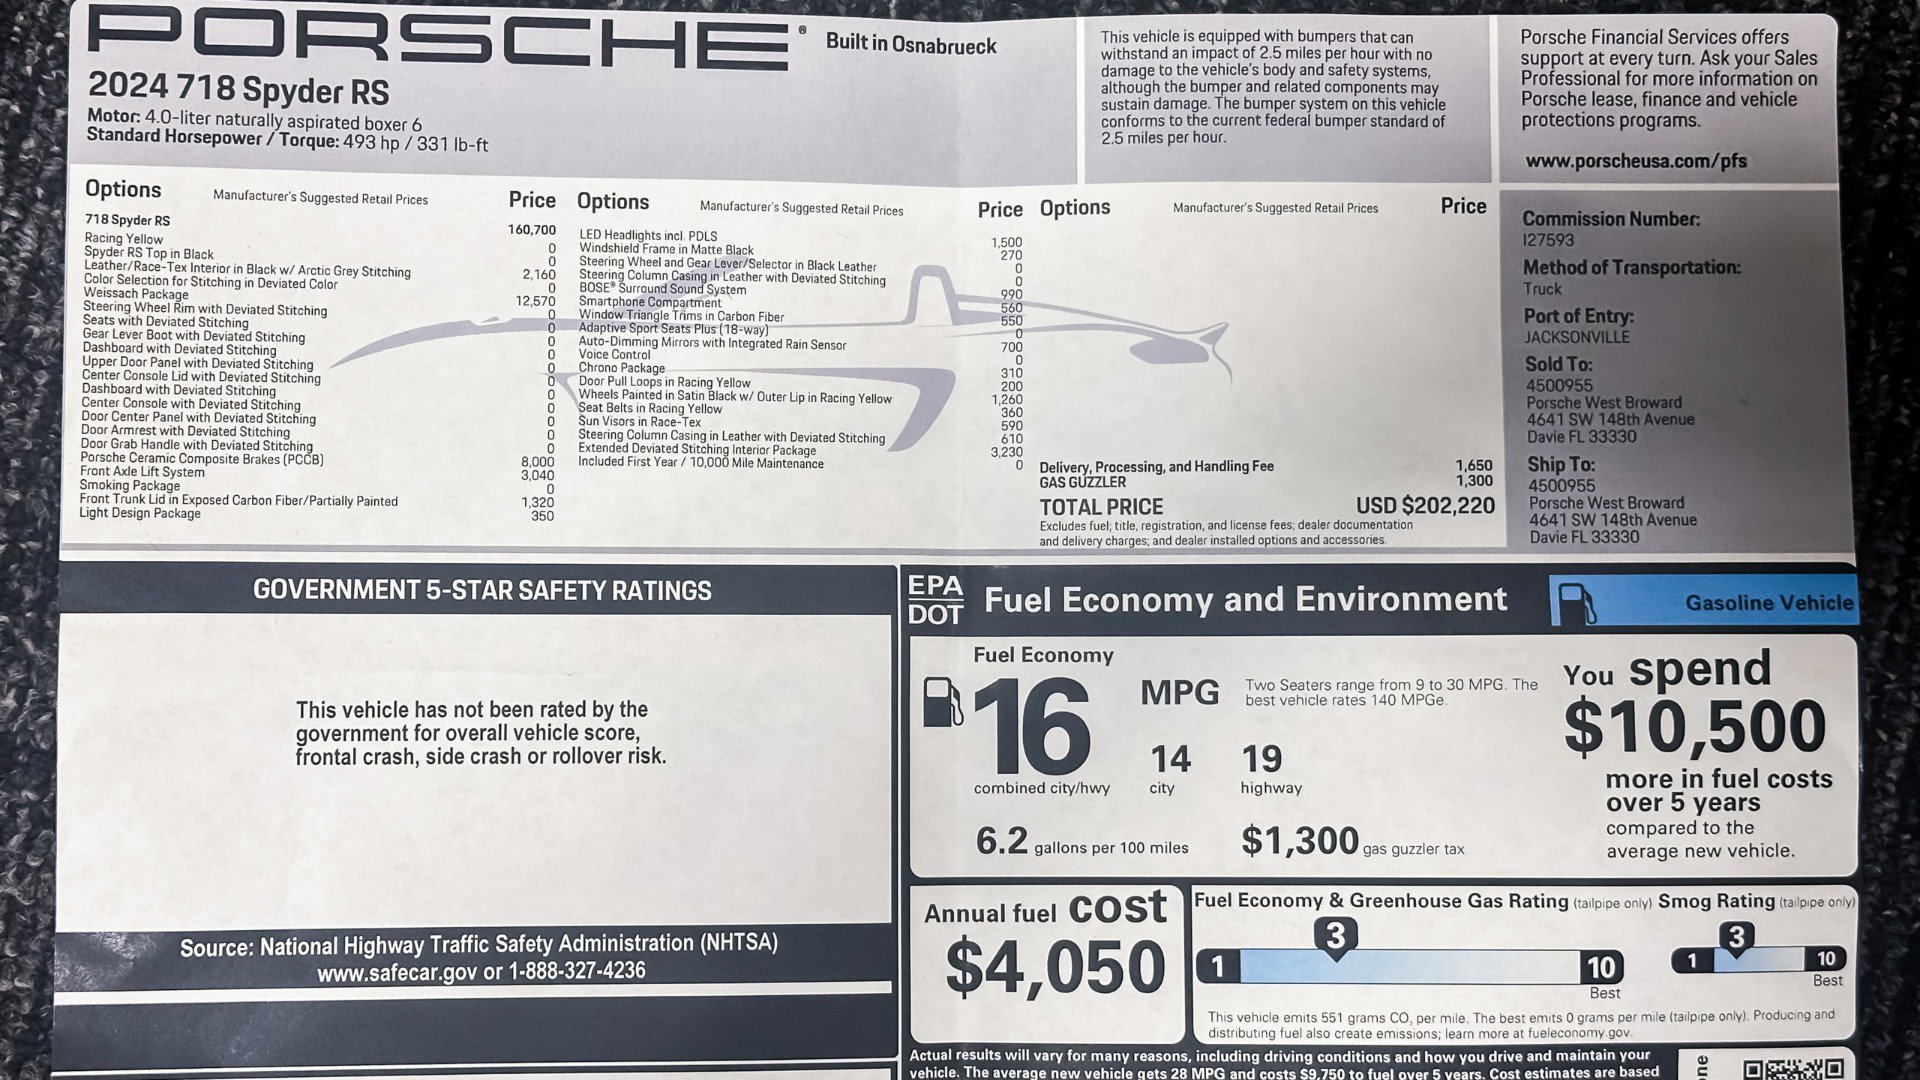 PORSCHE® Built in Osnabrueck
2024 718 Spyder RS
Motor: 4.0-liter naturally aspirated boxer 6
Standard Horsepower / Torque: 493 hp / 331 lb-ft
This vehicle is equipped with bumpers that can
withstand an impact of 2.5 miles per hour with no
damage to the vehicle's body and safety systems,
although the bumper and related components may
sustain damage. The bumper system on this vehicle
conforms to the current federal bumper standard of
2.5 miles per hour.
Porsche Financial Services offers
support at every turn. Ask your Sales
Professional for more information on
Porsche lease, finance and vehicle
protections programs.
www.porscheusa.com/pfs
Options Manufacturer's Suggested Retail Prices Price
718 Spyder RS 160,700
Racing Yellow 0
Spyder RS Top in Black 0
Leather/Race-Tex Interior in Black w/ Arctic Grey Stitching 2,160
Color Selection for Stitching in Deviated Color 0
Weissach Package 12,570
Steering Wheel Rim with Deviated Stitching 0
Seats with Deviated Stitching 0
Gear Lever Boot with Deviated Stitching 0
Dashboard with Deviated Stitching 0
Upper Door Panel with Deviated Stitching 0
Center Console Lid with Deviated Stitching 0
Dashboard with Deviated Stitching 0
Center Console with Deviated Stitching 0
Door Center Panel with Deviated Stitching 0
Door Armrest with Deviated Stitching 0
Door Grab Handle with Deviated Stitching 0
Porsche Ceramic Composite Brakes (PCCB) 8,000
Front Axle Lift System 3,040
Smoking Package 0
Front Trunk Lid in Exposed Carbon Fiber/Partially Painted 1,320
Light Design Package 350
Options Manufacturer's Suggested Retail Prices Price
LED Headlights incl. PDLS 1,500
Windshield Frame in Matte Black 270
Steering Wheel and Gear Lever/Selector in Black Leather 0
Steering Column Casing in Leather with Deviated Stitching 0
BOSE® Surround Sound System 990
Smartphone Compartment 560
Window Triangle Trims in Carbon Fiber 550
Adaptive Sport Seats Plus (18-way) 0
Auto-Dimming Mirrors with Integrated Rain Sensor 700
Voice Control 0
Chrono Package 310
Door Pull Loops in Racing Yellow 200
Wheels Painted in Satin Black w/ Outer Lip in Racing Yellow 1,260
Seat Belts in Racing Yellow 360
Sun Visors in Race-Tex 590
Steering Column Casing in Leather with Deviated Stitching 610
Extended Deviated Stitching Interior Package 3,230
Included First Year / 10,000 Mile Maintenance 0
Options Manufacturer's Suggested Retail Prices Price
Delivery, Processing, and Handling Fee 1,650
GAS GUZZLER 1,300
TOTAL PRICE USD $202,220
Excludes fuel; title, registration, and license fees; dealer documentation
and delivery charges; and dealer installed options and accessories.
Commission Number:
I27593
Method of Transportation:
Truck
Port of Entry:
JACKSONVILLE
Sold To:
4500955
Porsche West Broward
4641 SW 148th Avenue
Davie FL 33330
Ship To:
4500955
Porsche West Broward
4641 SW 148th Avenue
Davie FL 33330
GOVERNMENT 5-STAR SAFETY RATINGS
This vehicle has not been rated by the
government for overall vehicle score,
frontal crash, side crash or rollover risk.
Source: National Highway Traffic Safety Administration (NHTSA)
www.safecar.gov or 1-888-327-4236
EPA
DOT
Fuel Economy and Environment
Gasoline Vehicle
Fuel Economy
16 MPG
combined city/hwy
14
city
19
highway
Two Seaters range from 9 to 30 MPG. The
best vehicle rates 140 MPGe.
6.2 gallons per 100 miles
$1,300 gas guzzler tax
You spend
$10,500
more in fuel costs
over 5 years
compared to the
average new vehicle.
Annual fuel cost
$4,050
Fuel Economy & Greenhouse Gas Rating (tailpipe only)
3
1
10
Best
Smog Rating (tailpipe only)
3
1
10
Best
This vehicle emits 551 grams CO2 per mile. The best emits 0 grams per mile (tailpipe only). Producing and
distributing fuel also create emissions; learn more at fueleconomy.gov.
Actual results will vary for many reasons, including driving conditions and how you drive and maintain your
vehicle. The average new vehicle gets 28 MPG and costs $9,750 to fuel over 5 years. Cost estimates are based